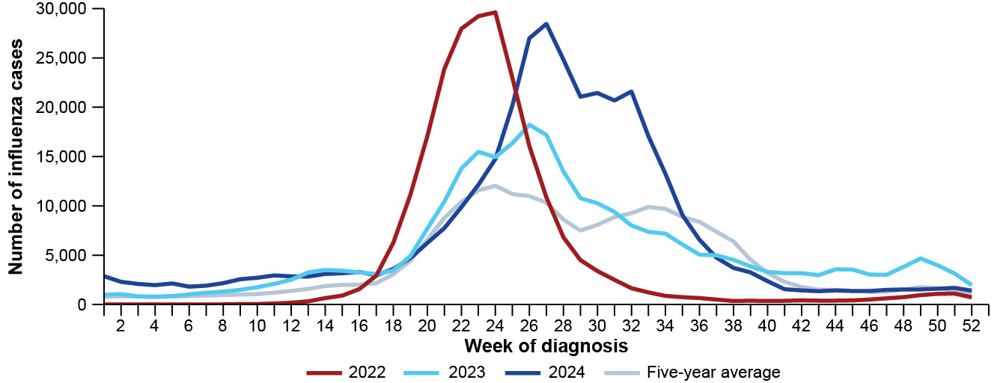 30,000
25,000
20,000
15,000
10,000
5,000
0
Number of influenza cases
2 4 6 8 10 12 14 16 18 20 22 24 26 28 30 32 34 36 38 40 42 44 46 48 50 52
Week of diagnosis
2022 2023 2024 Five-year average